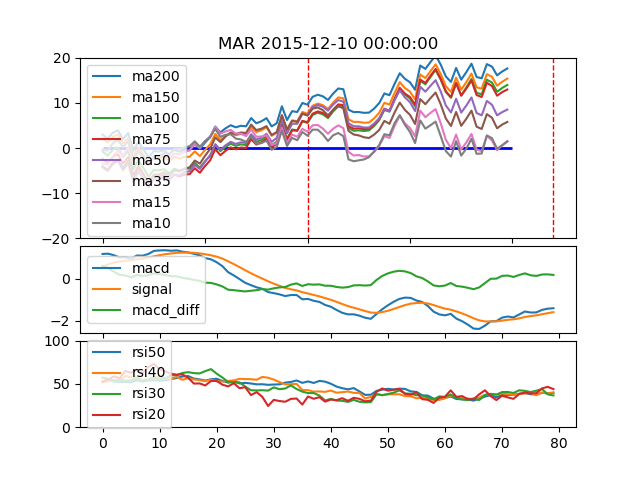 MAR 2015-12-10 00:00:00
20
10
0
−10
−20
ma200
ma150
ma100
ma75
ma50
ma35
ma15
ma10
0
−2
macd
signal
macd_diff
100
50
0
rsi50
rsi40
rsi30
rsi20
0 10 20 30 40 50 60 70 80